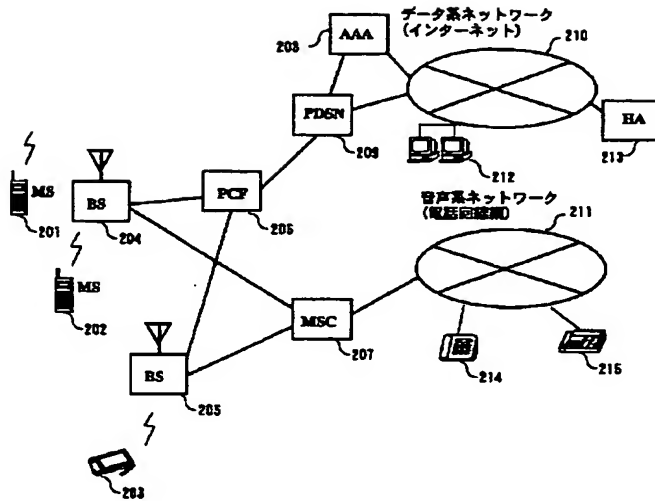 データ系ネットワーク
(インターネット)
210
AAA
208
PDSN
209
HA
213
212
MS
201
BS
204
PCF
206
音声系ネットワーク
(電話回線網)
211
MS
202
MSC
207
BS
205
214
215
203